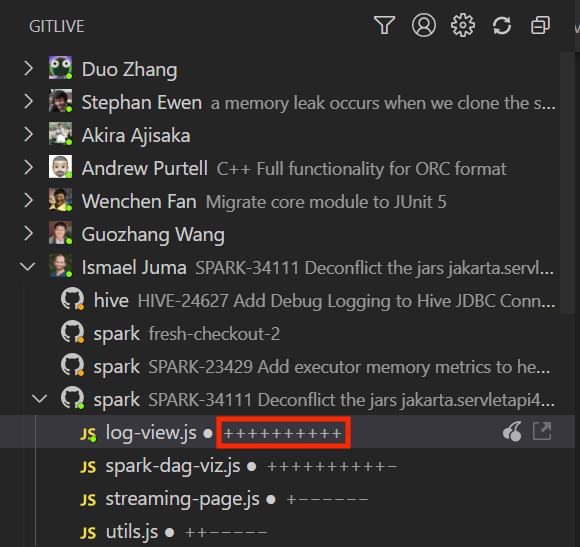 GITLIVE
Duo Zhang
Stephan Ewen a memory leak occurs when we clone the s...
Akira Ajisaka
Andrew Purtell C++ Full functionality for ORC format
Wenchen Fan Migrate core module to JUnit 5
Guozhang Wang
Ismael Juma SPARK-34111 Deconflict the jars jakarta.servl...
hive HIVE-24627 Add Debug Logging to Hive JDBC Conn...
spark fresh-checkout-2
spark SPARK-23429 Add executor memory metrics to he...
spark SPARK-34111 Deconflict the jars jakarta.servletapi4...
JS log-view.js ● ++++++++++
JS spark-dag-viz.js ● ++++++++++-
JS streaming-page.js ● +------
JS utils.js ● ++-----